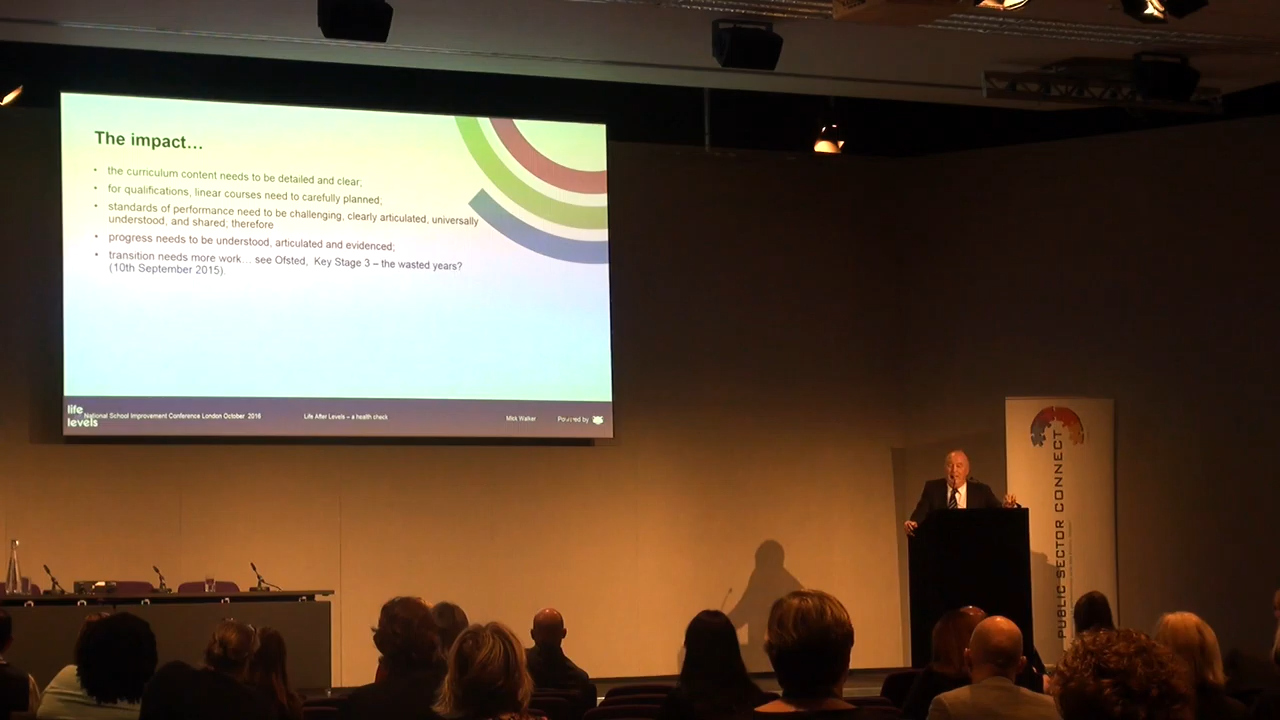 The impact...
• the curriculum content needs to be detailed and clear;
• for qualifications, linear courses need to carefully planned;
• standards of performance need to be challenging, clearly articulated, universally
understood, and shared, therefore
• progress needs to be understood, articulated and evidenced;
• transition needs more work... see Ofsted, Key Stage 3 – the wasted years?
(10th September 2015).
life
levels
National School Improvement Conference London October 2016
Life After Levels – a health check
Mick Walker
Powered by
PUBLIC SECTOR CONNECT